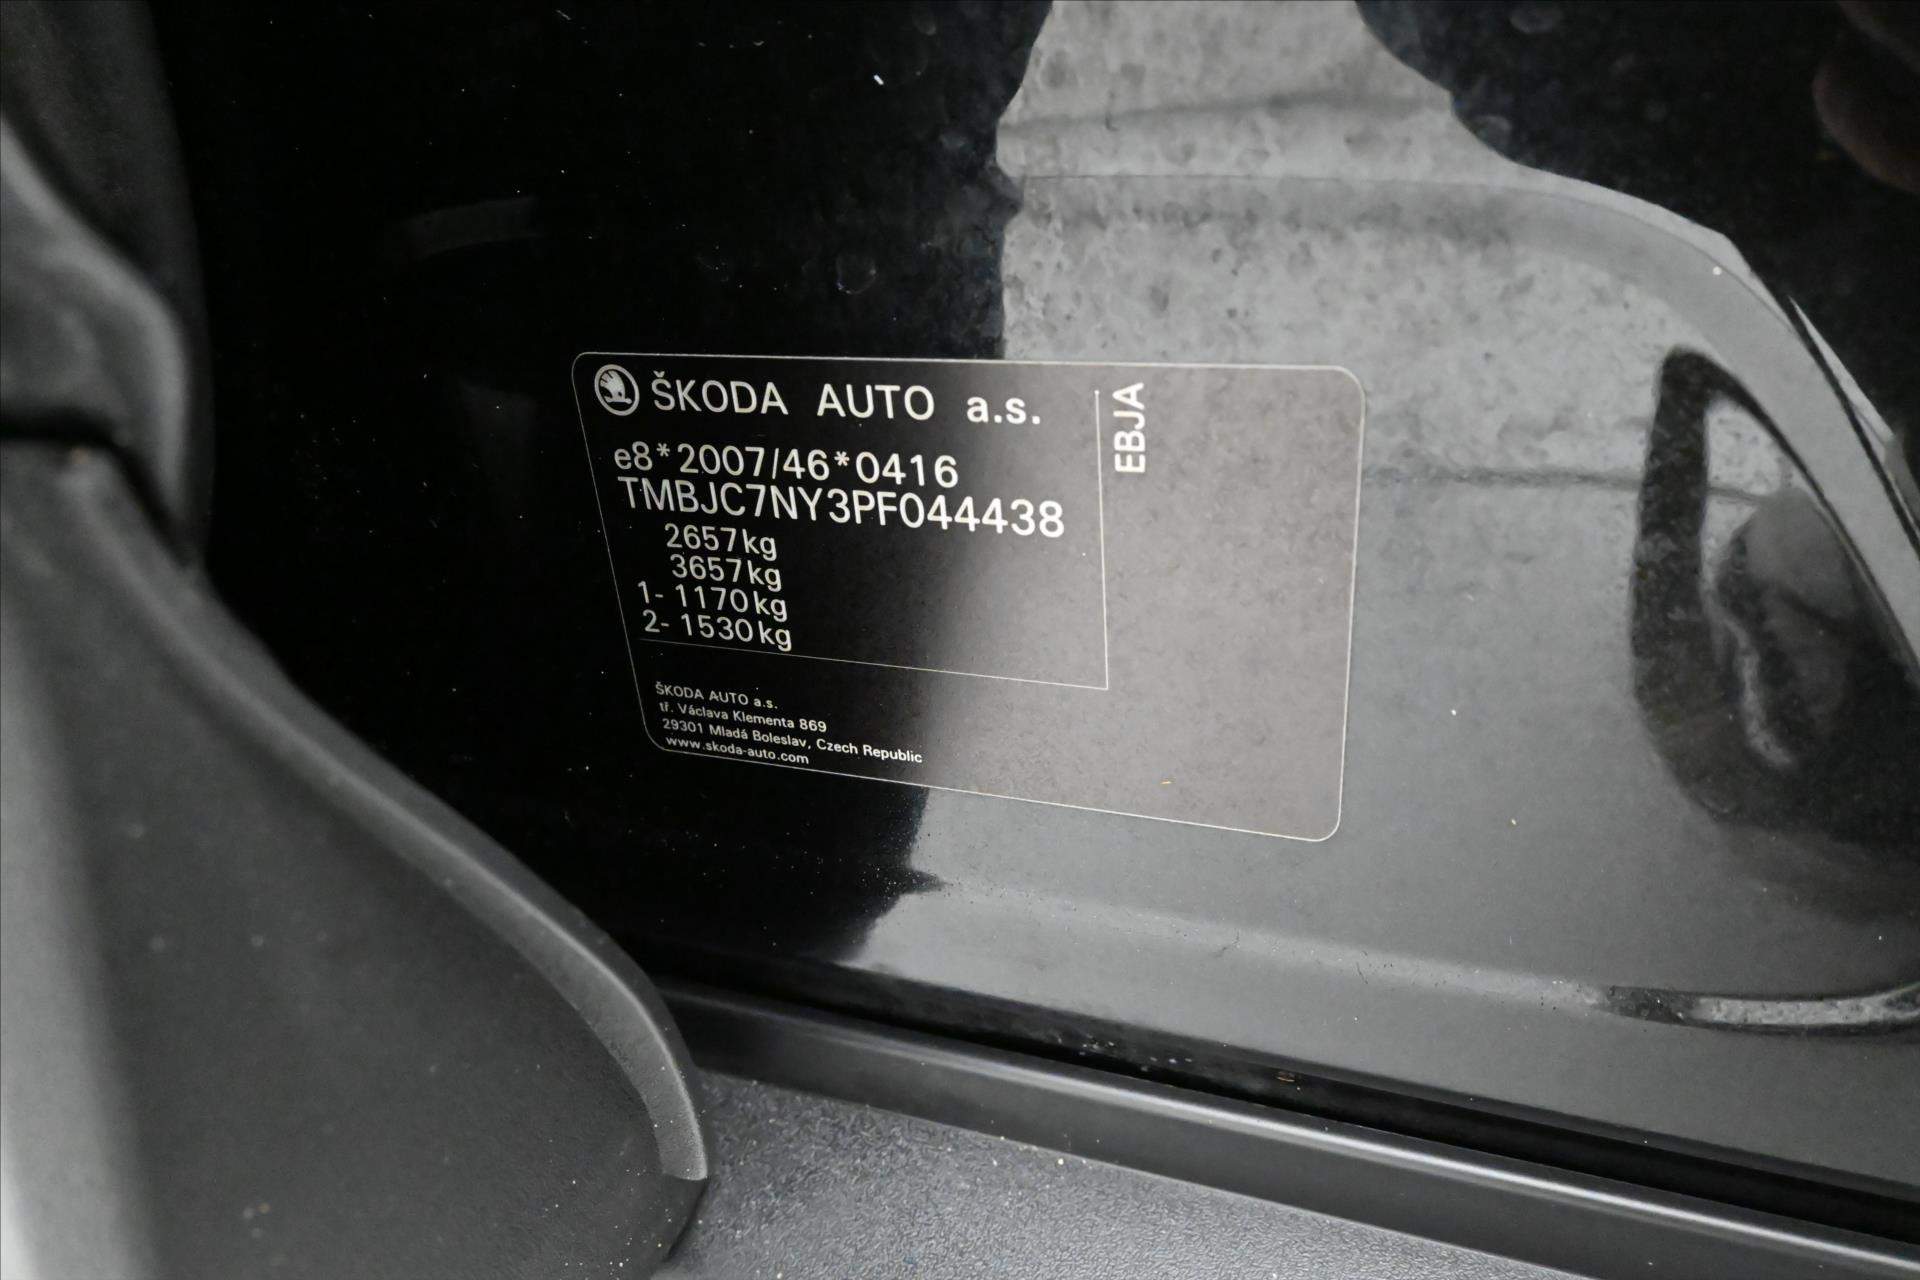 ŠKODA AUTO a.s.
EBJA
e8*2007/46*0416
TMBJC7NY3PF044438
2657kg
3657kg
1- 1170kg
2- 1530kg
ŠKODA AUTO a.s.
tř. Václava Klementa 869
29301 Mladá Boleslav, Czech Republic
www.skoda-auto.com